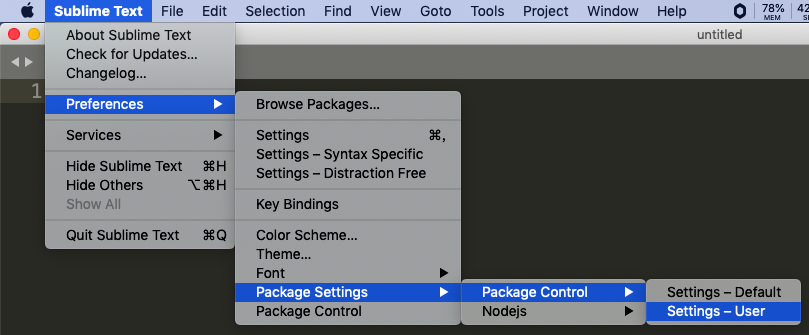 Sublime Text File Edit Selection Find View Goto Tools Project Window Help 78% MEM
untitled
1
About Sublime Text
Check for Updates...
Changelog...
Preferences
Services
Hide Sublime Text ⌘H
Hide Others ⌥⌘H
Show All
Quit Sublime Text ⌘Q
Browse Packages...
Settings ⌘,
Settings – Syntax Specific
Settings – Distraction Free
Key Bindings
Color Scheme...
Theme...
Font
Package Settings
Package Control
Package Control
Nodejs
Settings – Default
Settings – User